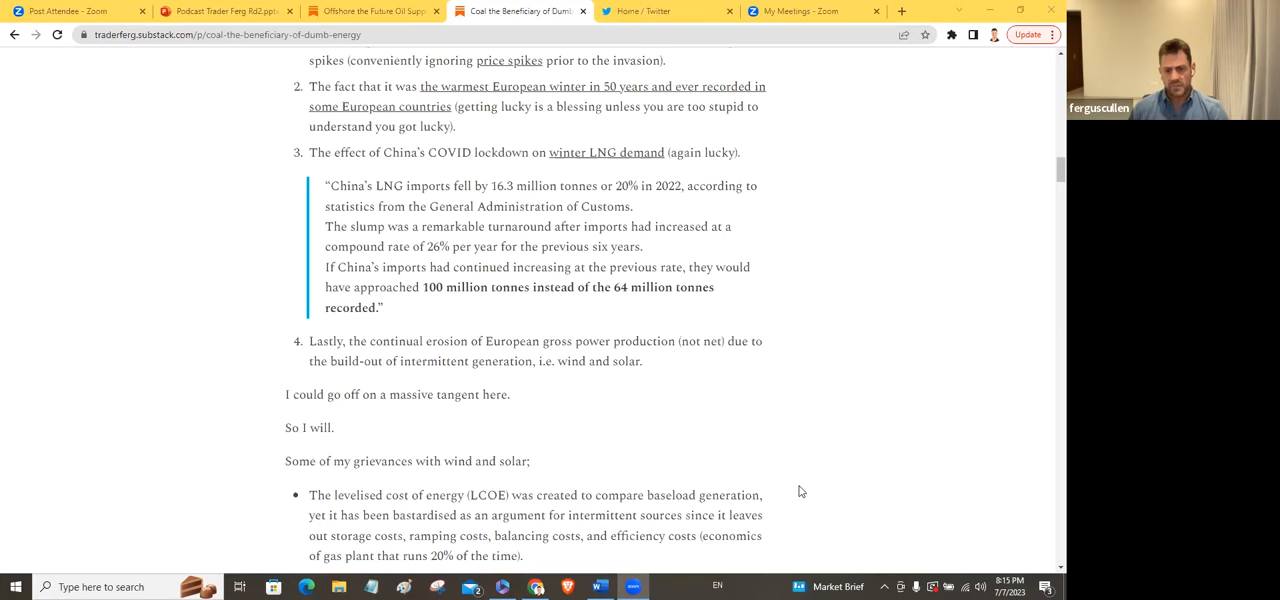 Post Attendee - Zoom
Podcast Trader Ferg Rd2.ppt
Offshore the Future Oil Supp
Coal the Beneficiary of Dumb
Home / Twitter
My Meetings - Zoom
traderferg.substack.com/p/coal-the-beneficiary-of-dumb-energy
Update
spikes (conveniently ignoring price spikes prior to the invasion).
2. The fact that it was the warmest European winter in 50 years and ever recorded in
some European countries (getting lucky is a blessing unless you are too stupid to
understand you got lucky).
3. The effect of China's COVID lockdown on winter LNG demand (again lucky).
"China's LNG imports fell by 16.3 million tonnes or 20% in 2022, according to
statistics from the General Administration of Customs.
The slump was a remarkable turnaround after imports had increased at a
compound rate of 26% per year for the previous six years.
If China's imports had continued increasing at the previous rate, they would
have approached 100 million tonnes instead of the 64 million tonnes
recorded."
4. Lastly, the continual erosion of European gross power production (not net) due to
the build-out of intermittent generation, i.e. wind and solar.
I could go off on a massive tangent here.
So I will.
Some of my grievances with wind and solar;
• The levelised cost of energy (LCOE) was created to compare baseload generation,
yet it has been bastardised as an argument for intermittent sources since it leaves
out storage costs, ramping costs, balancing costs, and efficiency costs (economics
of gas plant that runs 20% of the time).
ferguscullen
Type here to search
EN
Market Brief
8:15 PM
7/7/2023